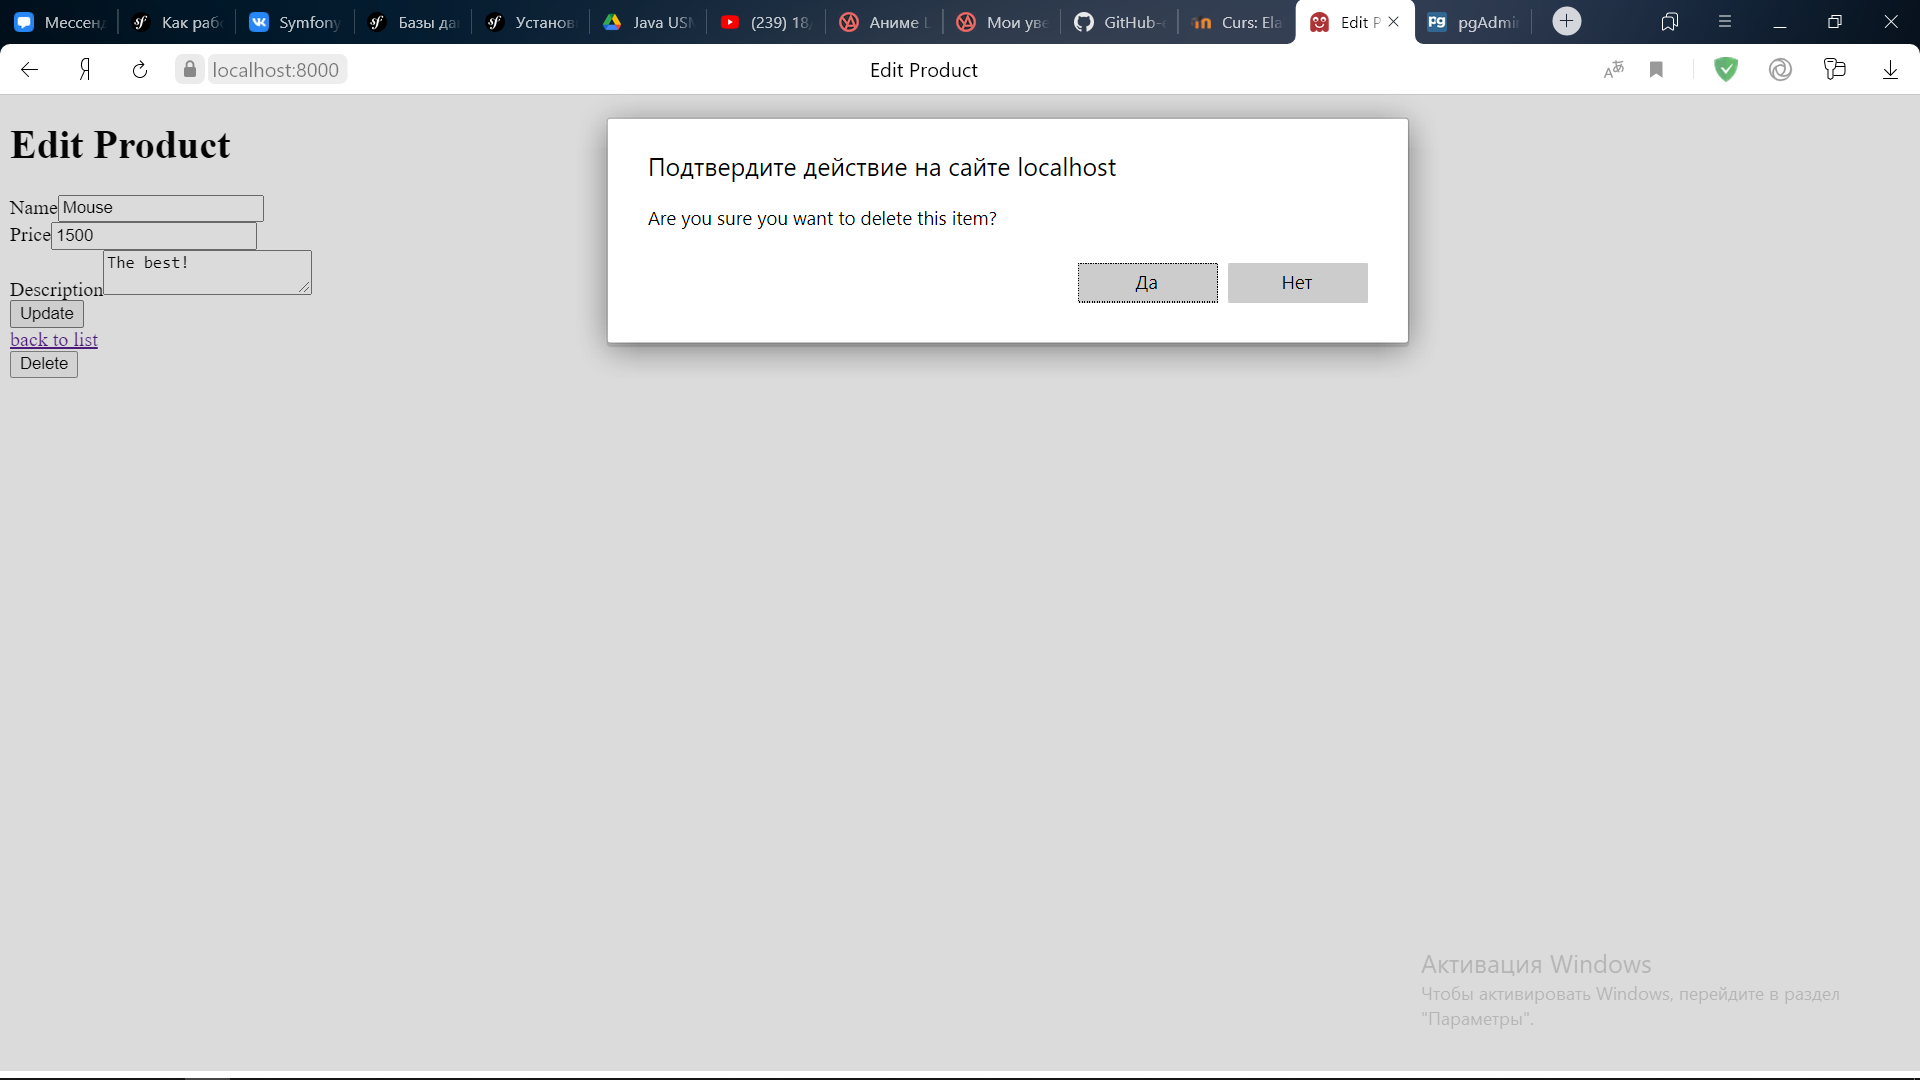 Мессен
Как раб
Symfony
Базы да
Установ
Java USM
(239) 18
Аниме L
Мои уве
GitHub-
Curs: Ela
Edit P
pgAdmi
localhost:8000
Edit Product
Edit Product
Подтвердите действие на сайте localhost
Are you sure you want to delete this item?
Да
Нет
Name Mouse
Price 1500
Description The best!
Update
back to list
Delete
Активация Windows
Чтобы активировать Windows, перейдите в раздел
"Параметры".